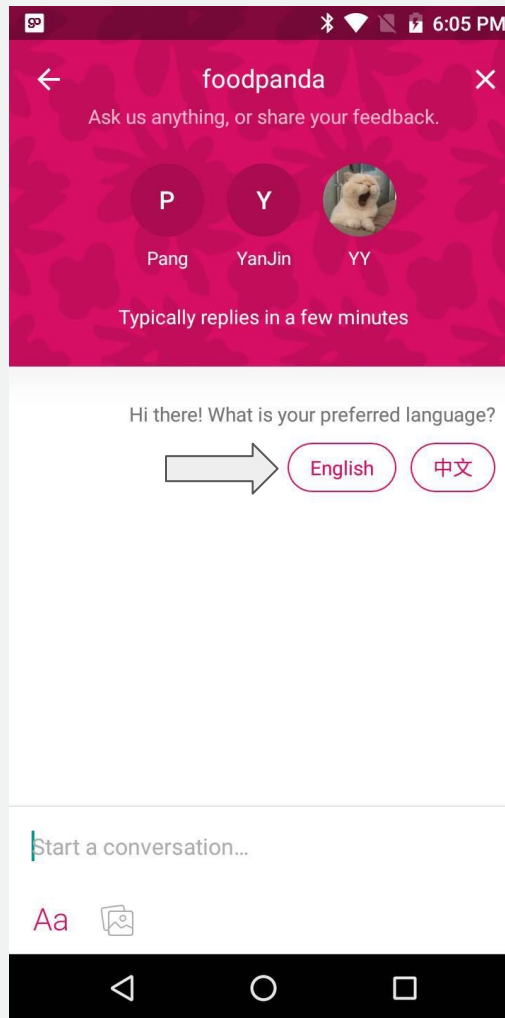 6:05 PM
foodpanda
Ask us anything, or share your feedback.
P
Y
Pang
YanJin
YY
Typically replies in a few minutes
Hi there! What is your preferred language?
English
中文
Start a conversation...
Aa